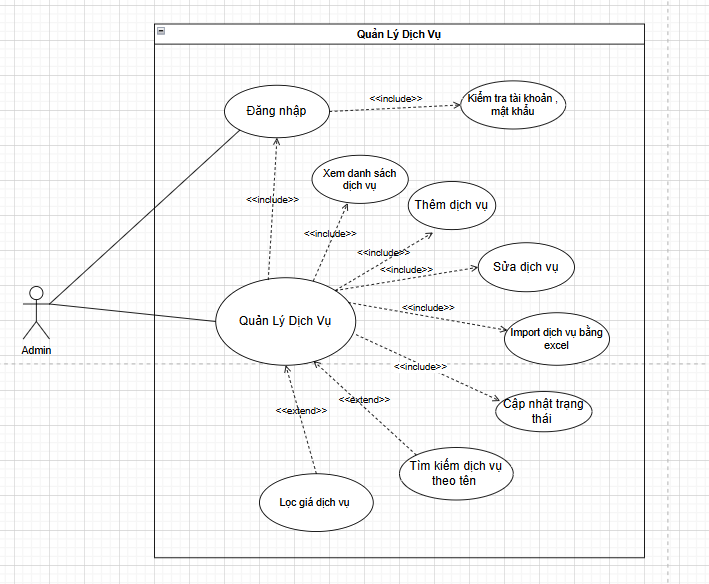 Quản Lý Dịch Vụ
Đăng nhập
<<include>>
Kiểm tra tài khoản ,
mật khẩu
<<include>>
Xem danh sách
dịch vụ
<<include>>
Thêm dịch vụ
<<include>>
<<include>>
Sửa dịch vụ
Quản Lý Dịch Vụ
<<include>>
Import dịch vụ bằng
excel
Admin
<<include>>
Cập nhật trạng
thái
<<extend>>
<<extend>>
Tìm kiếm dịch vụ
theo tên
Lọc giá dịch vụ